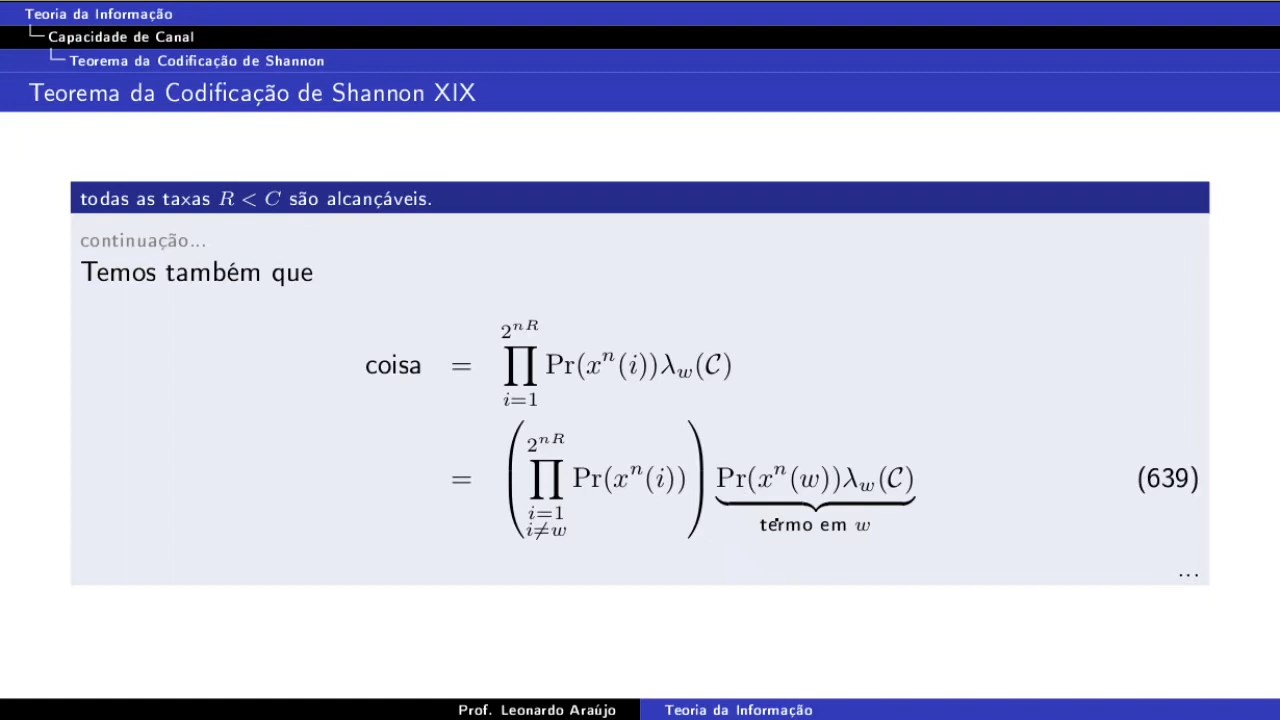 Teoria da Informação
Capacidade de Canal
Teorema da Codificação de Shannon
Teorema da Codificação de Shannon XIX
todas as taxas R < C são alcançáveis.
continuação...
Temos também que
coisa = ∏_{i=1}^{2^{nR}} Pr(x^n(i))λ_w(𝒞)
= (∏_{i=1, i≠w}^{2^{nR}} Pr(x^n(i))) Pr(x^n(w))λ_w(𝒞) (639)
termo em w
...
Prof. Leonardo Araújo Teoria da Informação